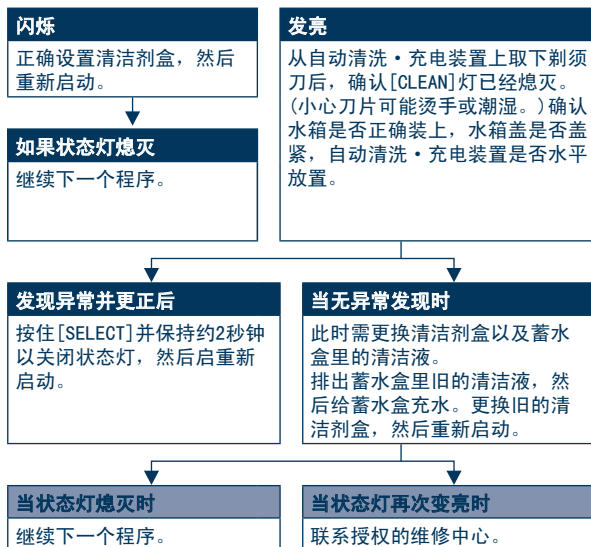 闪烁
正确设置清洁剂盒，然后
重新启动。
如果状态灯熄灭
继续下一个程序。
发亮
从自动清洗・充电装置上取下剃须
刀后，确认[CLEAN]灯已经熄灭。
(小心刀片可能烫手或潮湿。)确认
水箱是否正确装上，水箱盖是否盖
紧，自动清洗・充电装置是否水平
放置。
发现异常并更正后
按住[SELECT]并保持约2秒钟
以关闭状态灯，然后启重新
启动。
当无异常发现时
此时需更换清洁剂盒以及蓄水
盒里的清洁液。
排出蓄水盒里旧的清洁液，然
后给蓄水盒充水。更换旧的清
洁剂盒，然后重新启动。
当状态灯熄灭时
继续下一个程序。
当状态灯再次变亮时
联系授权的维修中心。